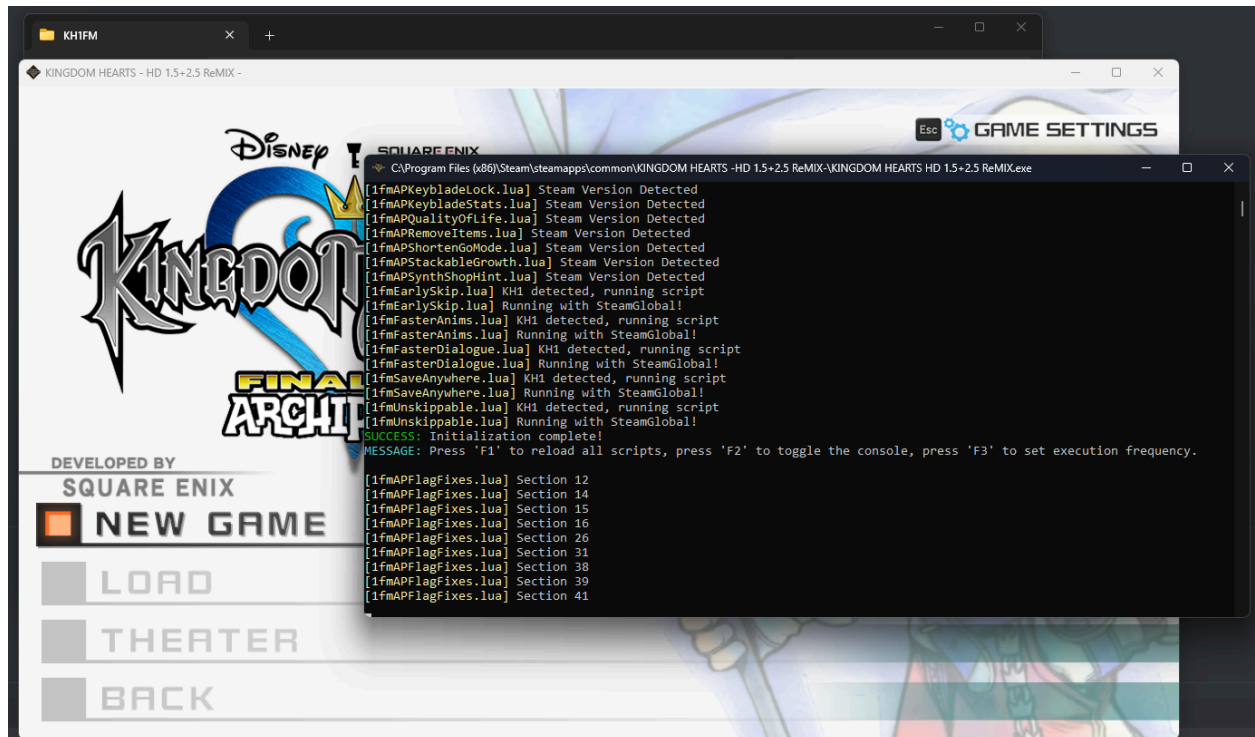 KH1FM
KINGDOM HEARTS - HD 1.5+2.5 ReMIX -
Esc GAME SETTINGS
Disney SQUARE ENIX
C:\Program Files (x86)\Steam\steamapps\common\KINGDOM HEARTS -HD 1.5+2.5 ReMIX-\KINGDOM HEARTS HD 1.5+2.5 ReMIX.exe
[1fmAPKeybladeLock.lua] Steam Version Detected
[1fmAPKeybladeStats.lua] Steam Version Detected
[1fmAPQualityOfLife.lua] Steam Version Detected
[1fmAPRemoveItems.lua] Steam Version Detected
[1fmAPShortenGoMode.lua] Steam Version Detected
[1fmAPStackableGrowth.lua] Steam Version Detected
[1fmAPSynthShopHint.lua] Steam Version Detected
[1fmEarlySkip.lua] KH1 detected, running script
[1fmEarlySkip.lua] Running with SteamGlobal!
[1fmFasterAnims.lua] KH1 detected, running script
[1fmFasterAnims.lua] Running with SteamGlobal!
[1fmFasterDialogue.lua] KH1 detected, running script
[1fmFasterDialogue.lua] Running with SteamGlobal!
[1fmSaveAnywhere.lua] KH1 detected, running script
[1fmSaveAnywhere.lua] Running with SteamGlobal!
[1fmUnskippable.lua] KH1 detected, running script
[1fmUnskippable.lua] Running with SteamGlobal!
SUCCESS: Initialization complete!
MESSAGE: Press 'F1' to reload all scripts, press 'F2' to toggle the console, press 'F3' to set execution frequency.
[1fmAPFlagFixes.lua] Section 12
[1fmAPFlagFixes.lua] Section 14
[1fmAPFlagFixes.lua] Section 15
[1fmAPFlagFixes.lua] Section 16
[1fmAPFlagFixes.lua] Section 26
[1fmAPFlagFixes.lua] Section 31
[1fmAPFlagFixes.lua] Section 38
[1fmAPFlagFixes.lua] Section 39
[1fmAPFlagFixes.lua] Section 41
KINGDO
FINA
ARCHIP
DEVELOPED BY
SQUARE ENIX
NEW GAME
LOAD
THEATER
BACK